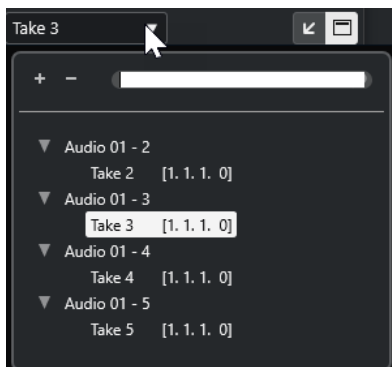 Take 3
+ −
Audio 01 - 2
Take 2 [1. 1. 1. 0]
Audio 01 - 3
Take 3 [1. 1. 1. 0]
Audio 01 - 4
Take 4 [1. 1. 1. 0]
Audio 01 - 5
Take 5 [1. 1. 1. 0]